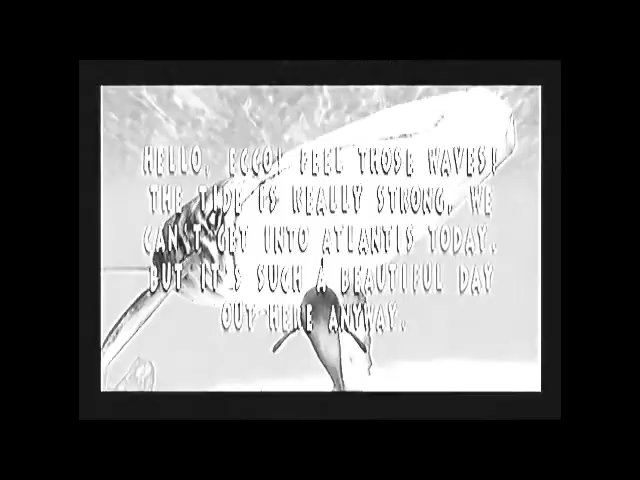 HELLO, ECCO! FEEL THOSE WAVES!
THE TIDE IS REALLY STRONG. WE
CAN'T GET INTO ATLANTIS TODAY.
BUT IT'S SUCH A BEAUTIFUL DAY
OUT HERE ANYWAY.